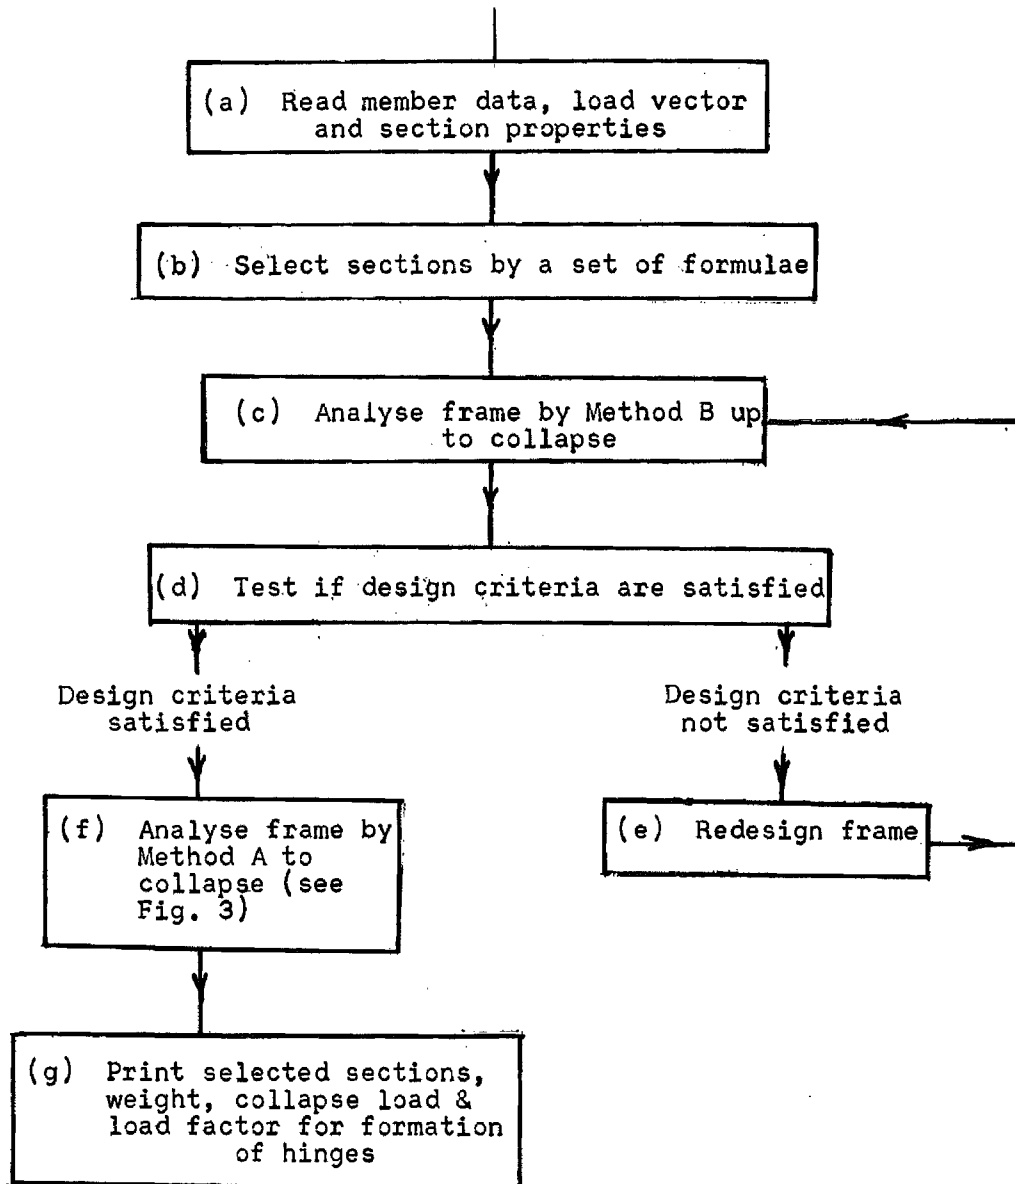 (a) Read member data, load vector
and section properties
(b) Select sections by a set of formulae
(c) Analyse frame by Method B up
to collapse
(d) Test if design criteria are satisfied
Design criteria
satisfied
Design criteria
not satisfied
(f) Analyse frame by
Method A to
collapse (see
Fig. 3)
(e) Redesign frame
(g) Print selected sections,
weight, collapse load &
load factor for formation
of hinges